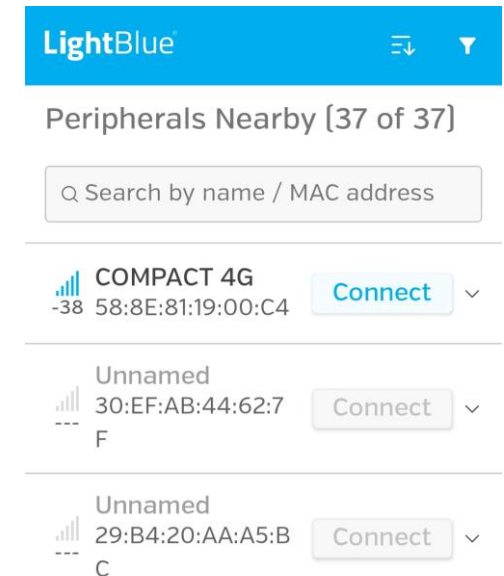 LightBlue
Peripherals Nearby (37 of 37)
Search by name / MAC address
COMPACT 4G
-38 58:8E:81:19:00:C4 Connect
Unnamed
30:EF:AB:44:62:7
--- F Connect
Unnamed
29:B4:20:AA:A5:B
--- C Connect